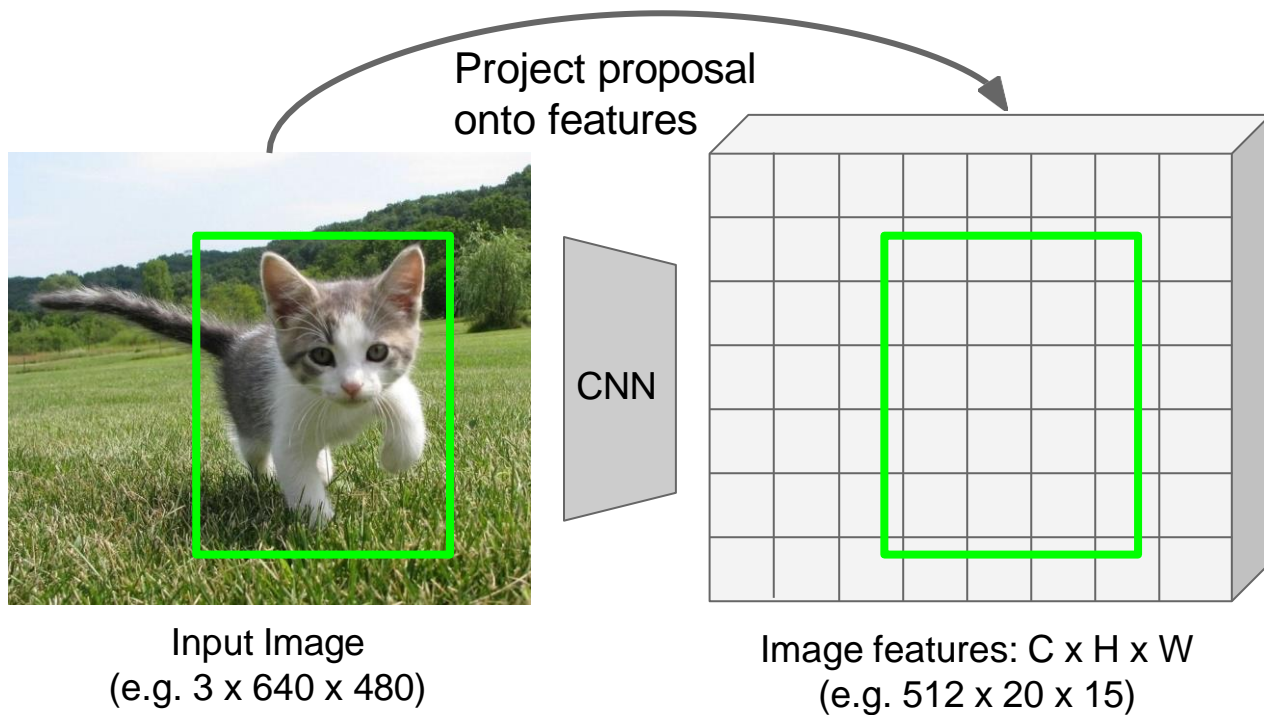 Project proposal
onto features
CNN
Input Image
(e.g. 3 x 640 x 480)
Image features: C x H x W
(e.g. 512 x 20 x 15)